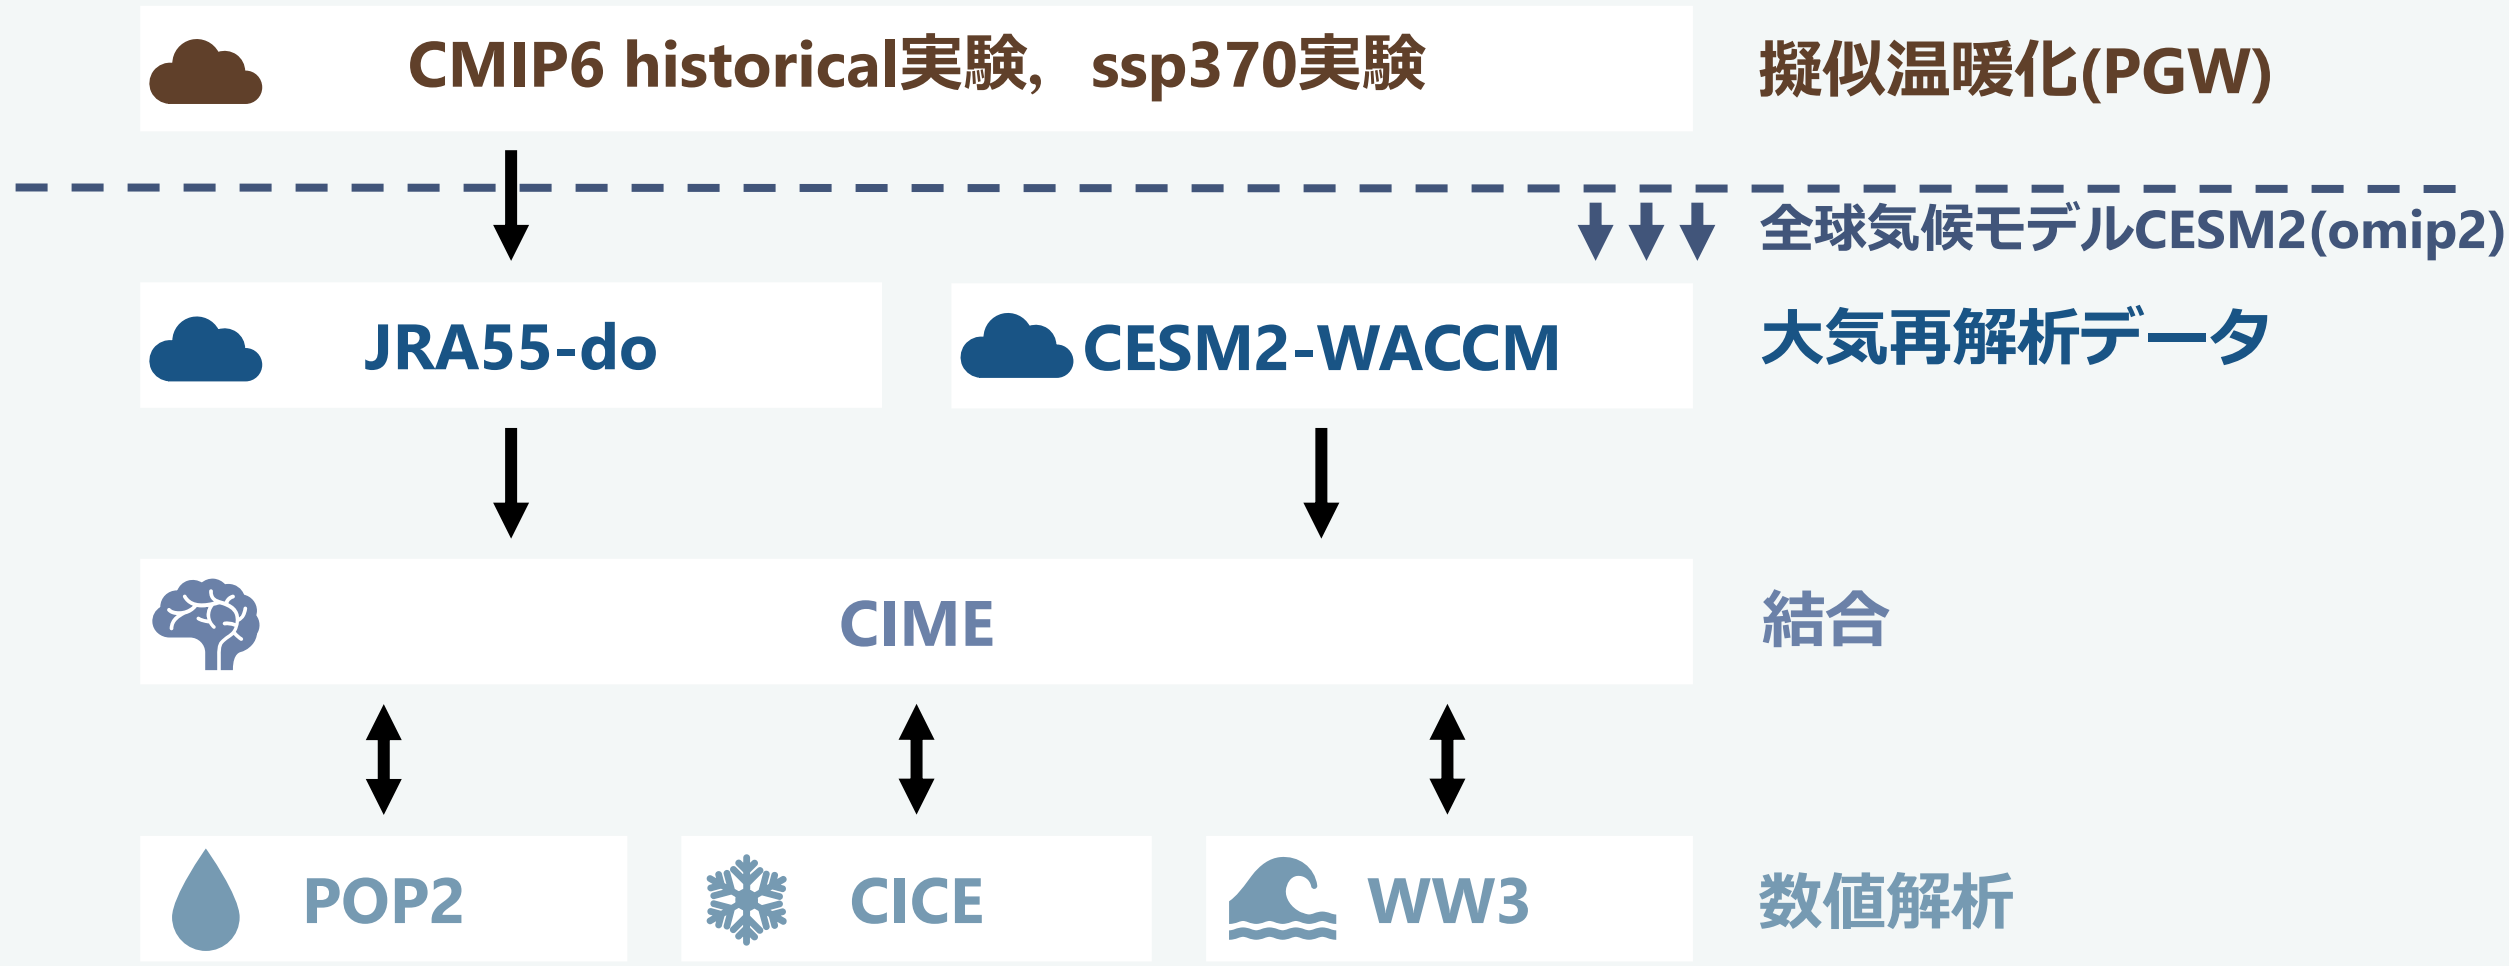 CMIP6 historical実験, ssp370実験
擬似温暖化(PGW)
全球気候モデルCESM2(omip2)
JRA55-do
CESM2-WACCM
大気再解析データ
CIME
結合
POP2
CICE
WW3
数値解析